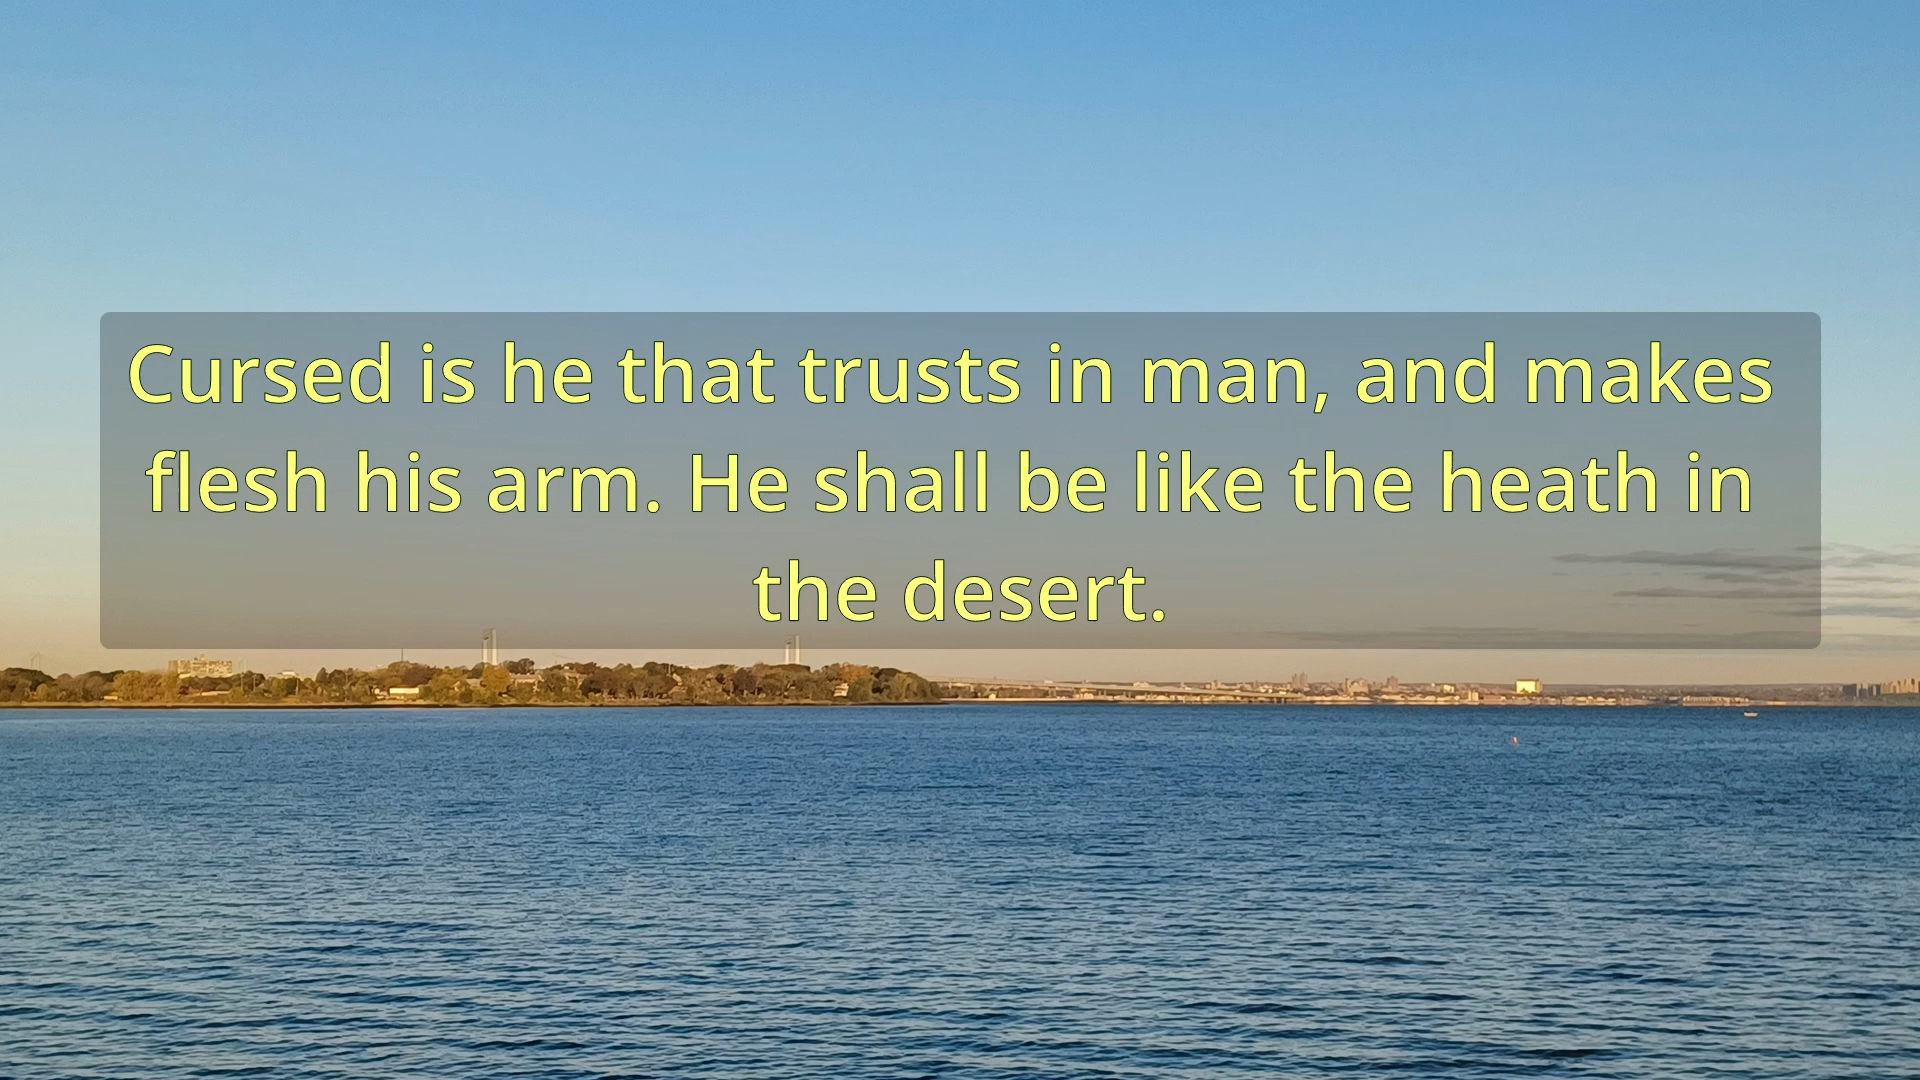 Cursed is he that trusts in man, and makes
flesh his arm. He shall be like the heath in
the desert.